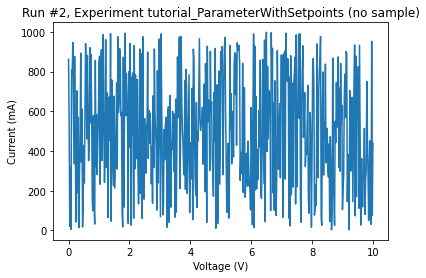 Run #2, Experiment tutorial_ParameterWithSetpoints (no sample)
1000
800
600
400
200
0
Current (mA)
0 2 4 6 8 10
Voltage (V)